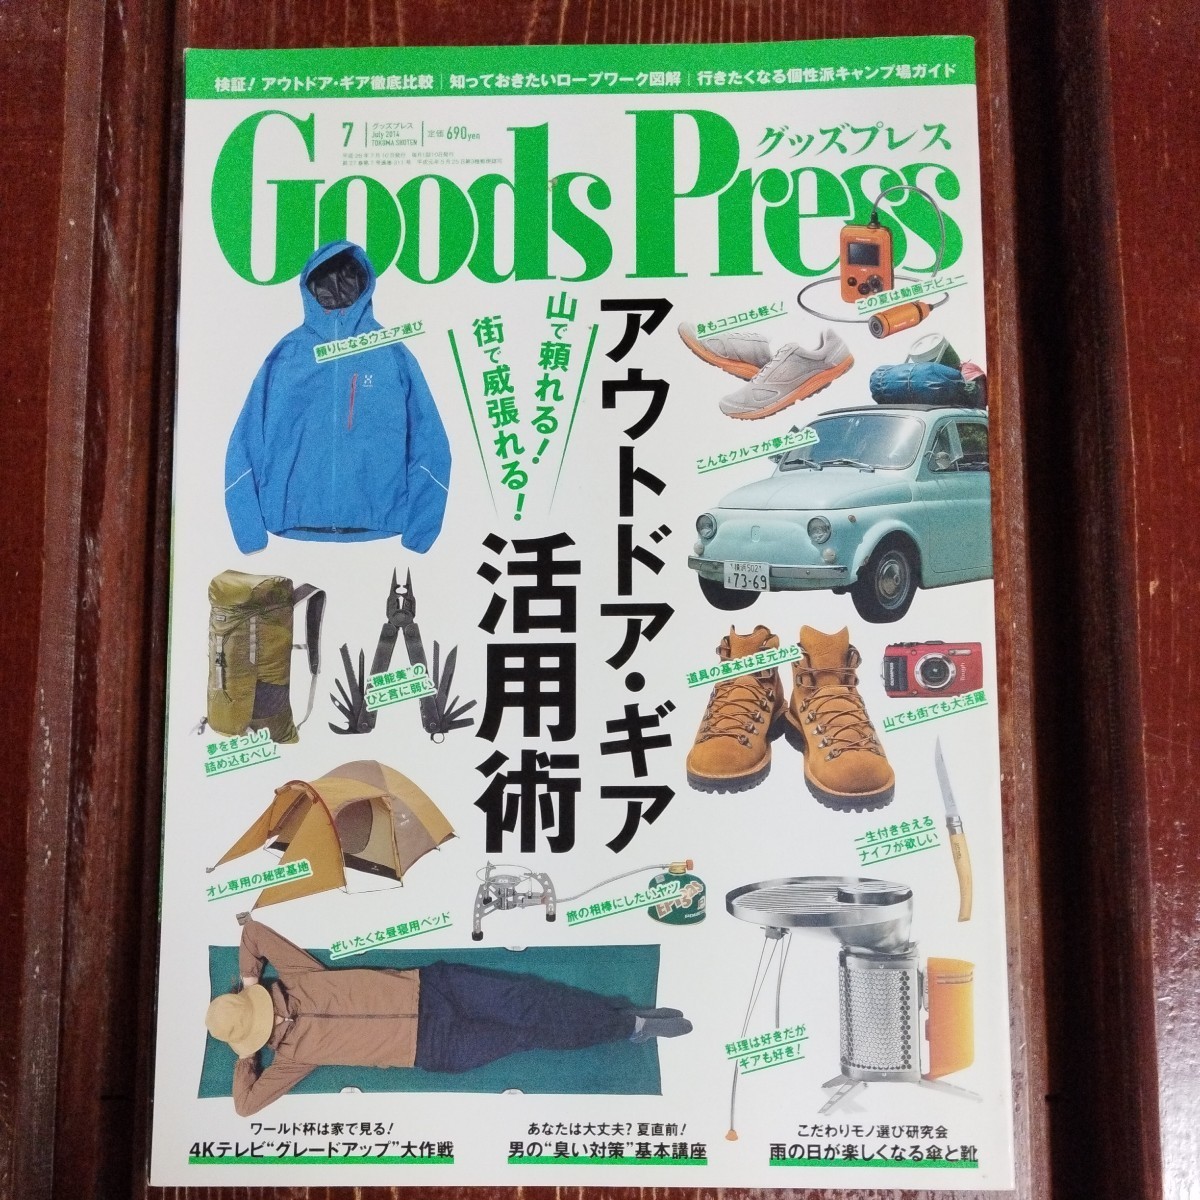 検証! アウトドア・ギア徹底比較 | 知っておきたいロープワーク図解 | 行きたくなる個性派キャンプ場ガイド
7
グッズプレス
July 2014
TOKUMA SHOTEN
定価 690yen
グッズプレス
Goods Press
山で頼れる!
街で威張れる!
アウトドア・ギア
活用術
頼りになるウエア選び
この夏は動画デビュー
身もココロも軽く!
こんなクルマが夢だった
横浜502
73-69
"機能美"の
ひと言に弱い
夢をぎっしり
詰め込むべし!
道具の基本は足元から
OLYMPUS
Tough
山でも街でも大活躍
一生付き合える
ナイフが欲しい
オレ専用の秘密基地
旅の相棒にしたいヤツ
EPIgas
ぜいたくな昼寝用ベッド
料理は好きだが
ギアも好き!
ワールド杯は家で見る!
4Kテレビ"グレードアップ"大作戦
あなたは大丈夫? 夏直前!
男の"臭い対策"基本講座
こだわりモノ選び研究会
雨の日が楽しくなる傘と靴